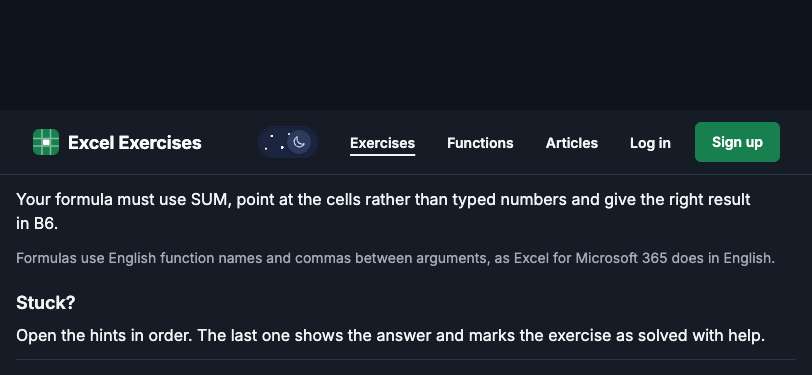 Excel Exercises
Exercises Functions Articles Log in Sign up
Your formula must use SUM, point at the cells rather than typed numbers and give the right result
in B6.
Formulas use English function names and commas between arguments, as Excel for Microsoft 365 does in English.
Stuck?
Open the hints in order. The last one shows the answer and marks the exercise as solved with help.